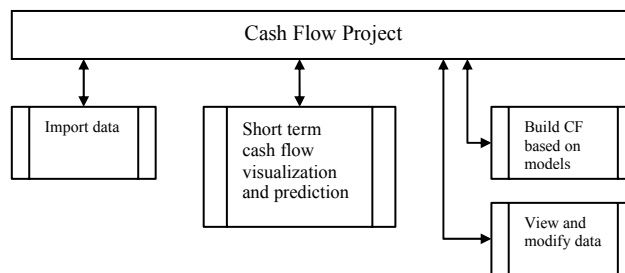 Cash Flow Project
Import data
Short term
cash flow
visualization
and prediction
Build CF
based on
models
View and
modify data